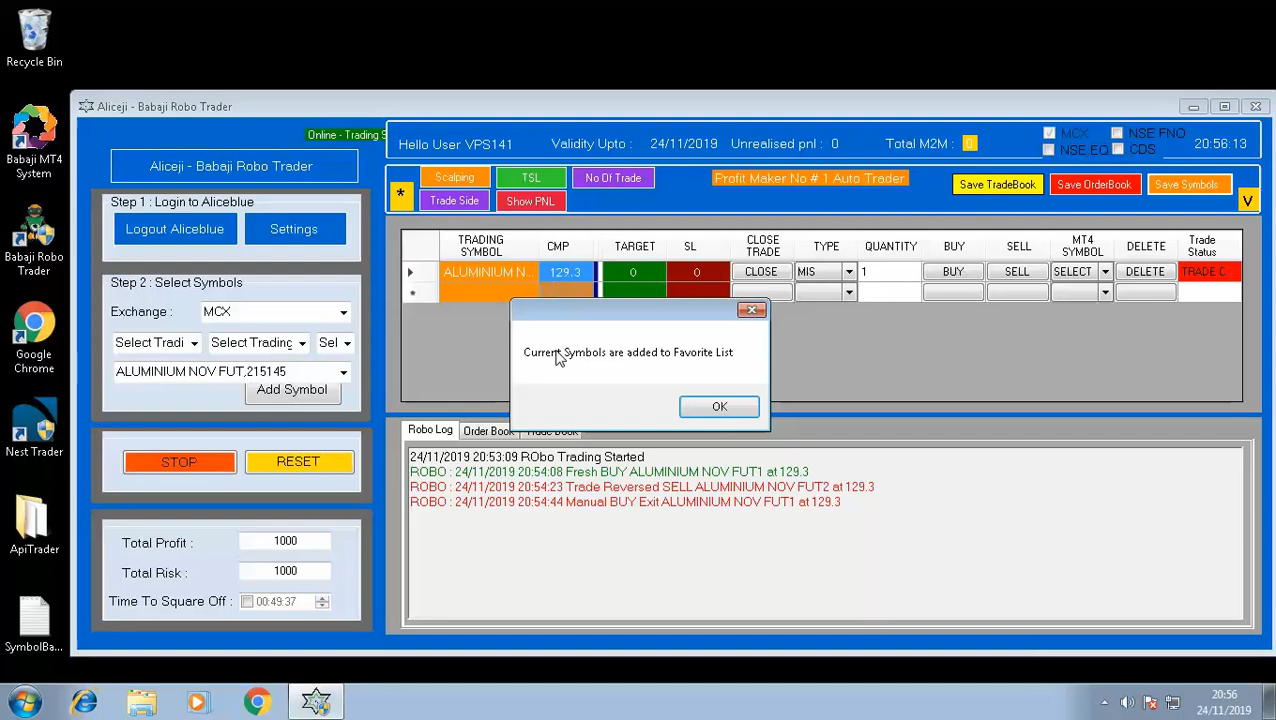 Recycle Bin
Babaji MT4
System
Babaji Robo
Trader
Google
Chrome
Nest Trader
ApiTrader
SymbolBa...
Aliceji - Babaji Robo Trader
Online - Trading S
Aliceji - Babaji Robo Trader
Step 1 : Login to Aliceblue
Logout Aliceblue
Settings
Step 2 : Select Symbols
Exchange :
MCX
Select Tradi
Select Trading
Sel
ALUMINIUM NOV FUT,215145
Add Symbol
STOP
RESET
Total Profit :
1000
Total Risk :
1000
Time To Square Off :
00:49:37
Hello User VPS141
Validity Upto :
24/11/2019
Unrealised pnl :
0
Total M2M :
0
MCX
NSE FNO
NSE EQ
CDS
20:56:13
*
Scalping
TSL
No Of Trade
Trade Side
Show PNL
Profit Maker No # 1 Auto Trader
Save TradeBook
Save OrderBook
Save Symbols
V
TRADING SYMBOL
CMP
TARGET
SL
CLOSE TRADE
TYPE
QUANTITY
BUY
SELL
MT4 SYMBOL
DELETE
Trade Status
ALUMINIUM N...
129.3
0
0
CLOSE
MIS
1
BUY
SELL
SELECT
DELETE
TRADE C
*
Current Symbols are added to Favorite List
OK
Robo Log
Order Book
Trade Book
24/11/2019 20:53:09 RObo Trading Started
ROBO : 24/11/2019 20:54:08 Fresh BUY ALUMINIUM NOV FUT1 at 129.3
ROBO : 24/11/2019 20:54:23 Trade Reversed SELL ALUMINIUM NOV FUT2 at 129.3
ROBO : 24/11/2019 20:54:44 Manual BUY Exit ALUMINIUM NOV FUT1 at 129.3
20:56
24/11/2019